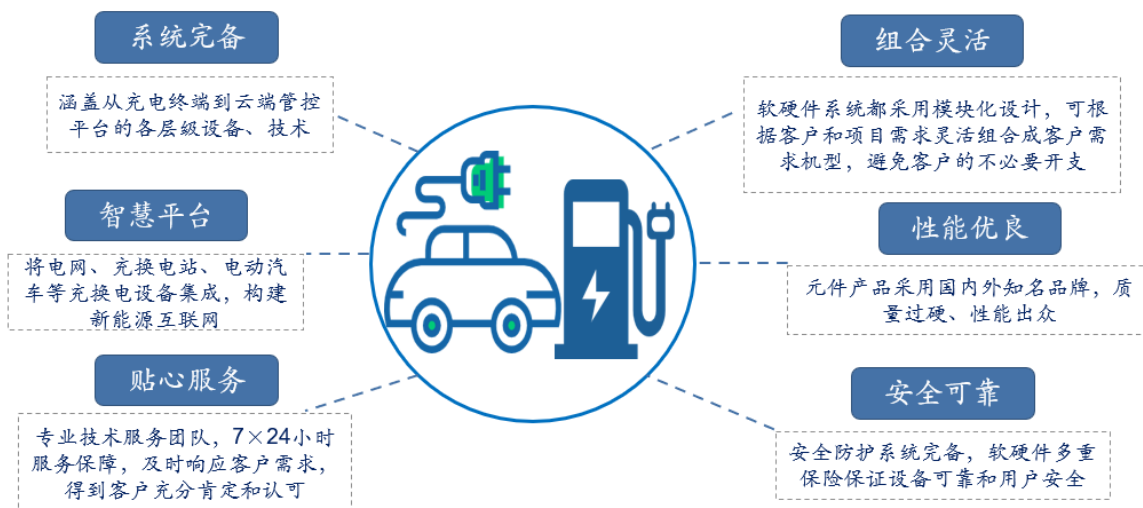 系统完备
涵盖从充电终端到云端管控
平台的各层级设备、技术
智慧平台
将电网、充换电站、电动汽
车等充换电设备集成，构建
新能源互联网
贴心服务
专业技术服务团队，7×24小时
服务保障，及时响应客户需求，
得到客户充分肯定和认可
组合灵活
软硬件系统都采用模块化设计，可根
据客户和项目需求灵活组合成客户需
求机型，避免客户的不必要开支
性能优良
元件产品采用国内外知名品牌，质
量过硬、性能出众
安全可靠
安全防护系统完备，软硬件多重
保险保证设备可靠和用户安全